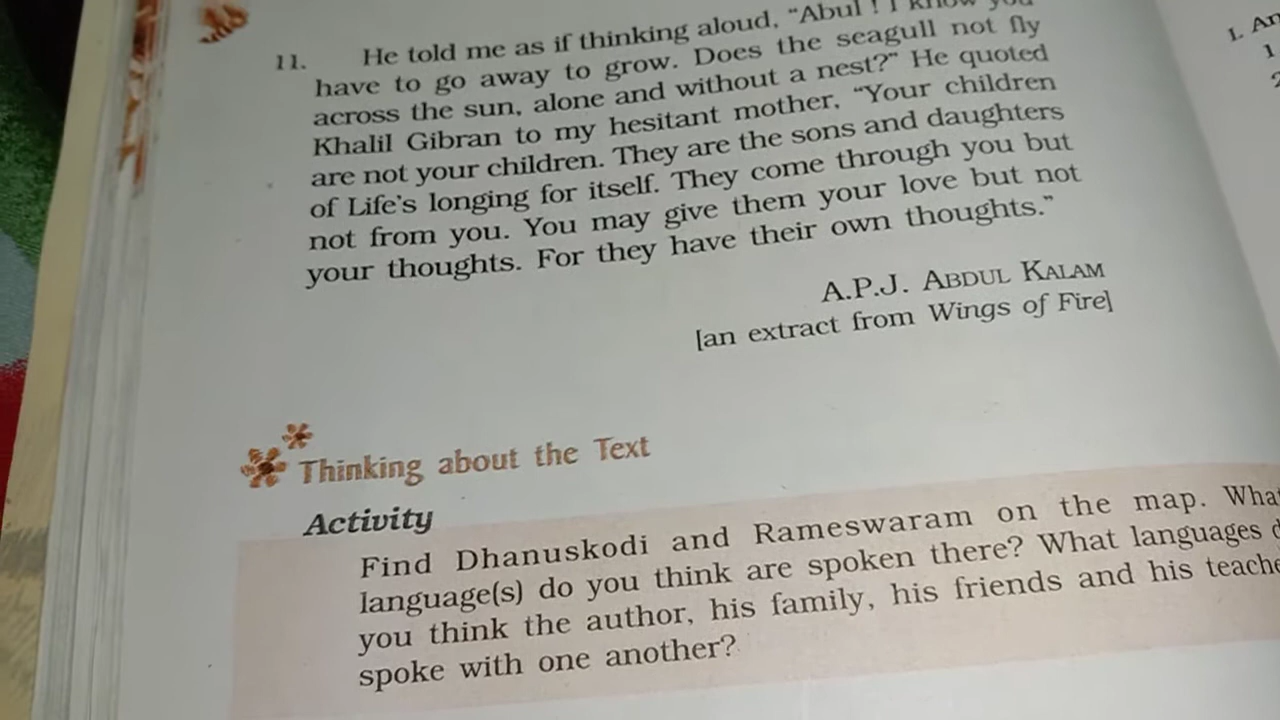 11. He told me as if thinking aloud, “Abul ! I know you
have to go away to grow. Does the seagull not fly
across the sun, alone and without a nest?” He quoted
Khalil Gibran to my hesitant mother, “Your children
are not your children. They are the sons and daughters
of Life’s longing for itself. They come through you but
not from you. You may give them your love but not
your thoughts. For they have their own thoughts.”
A.P.J. ABDUL KALAM
[an extract from Wings of Fire]
Thinking about the Text
Activity
Find Dhanuskodi and Rameswaram on the map. What
language(s) do you think are spoken there? What languages
you think the author, his family, his friends and his
spoke with one another?
I. An
1
2